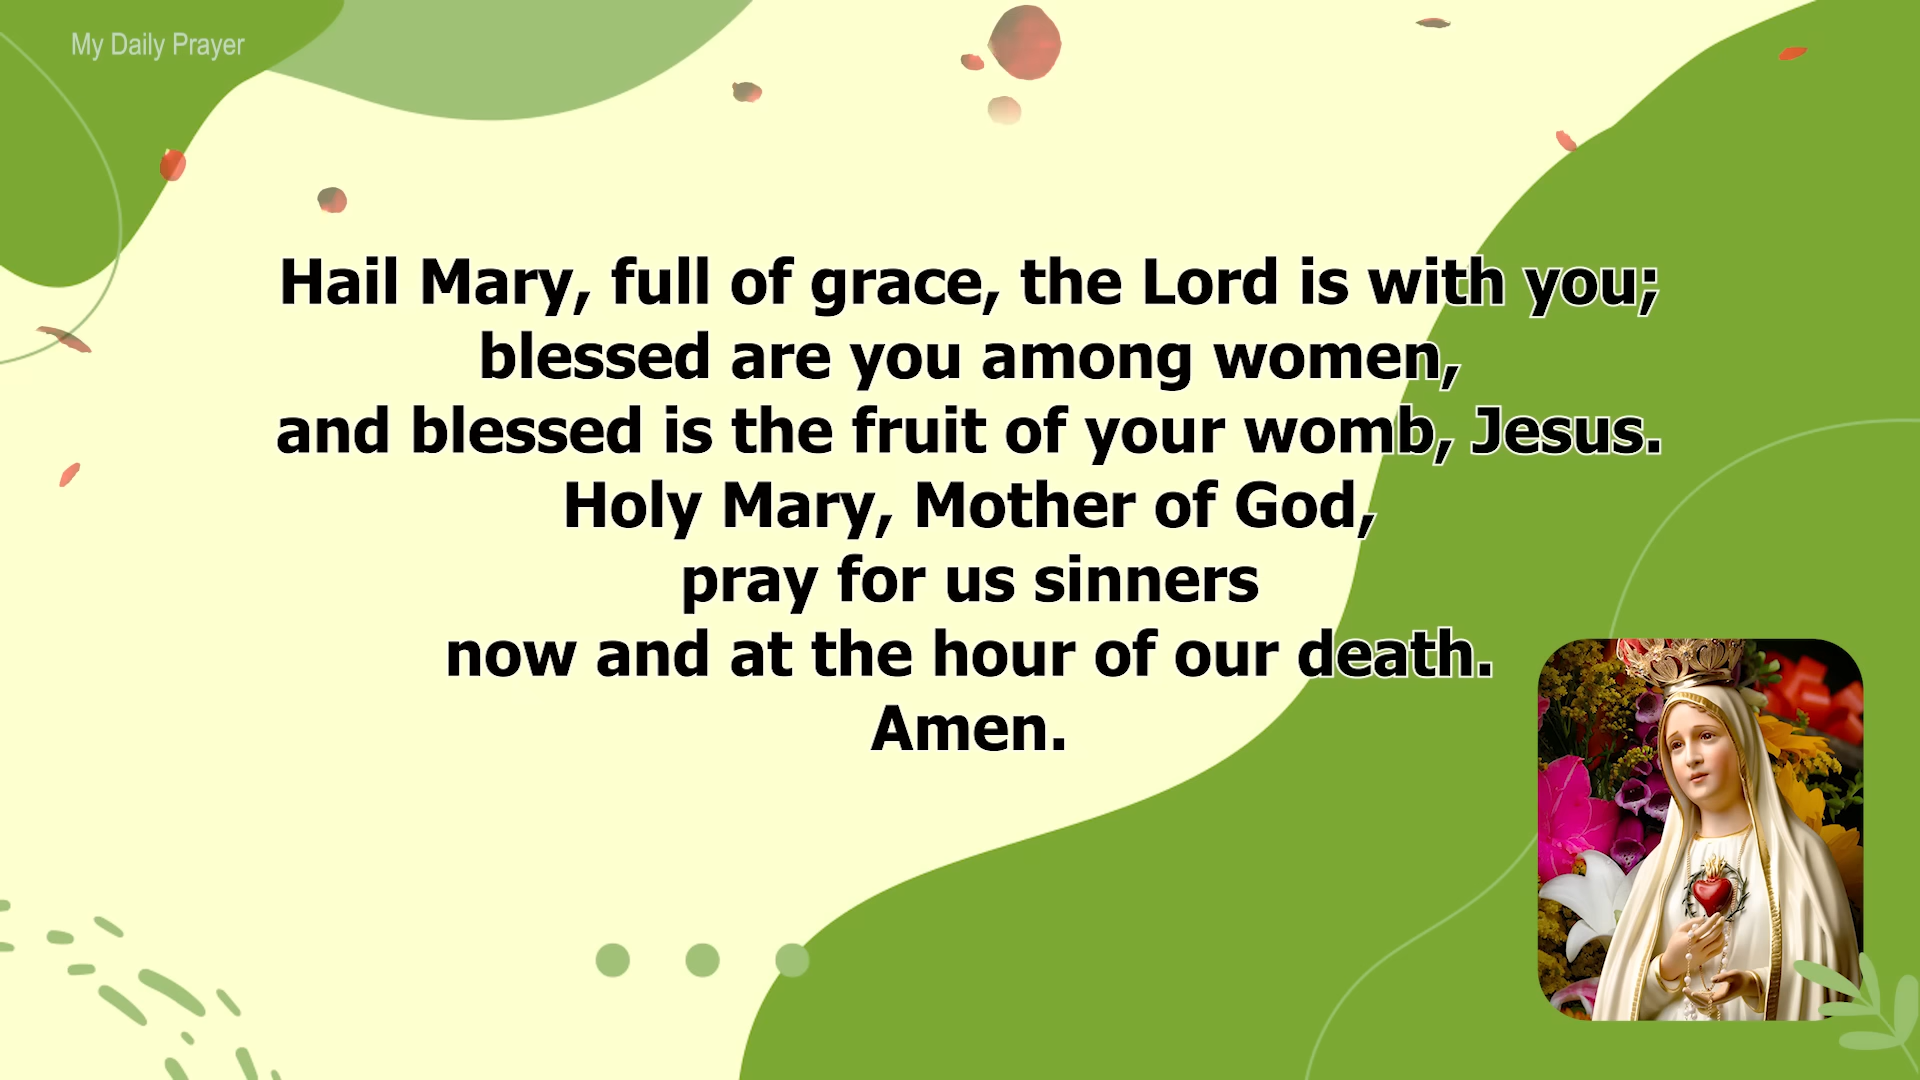 My Daily Prayer
Hail Mary, full of grace, the Lord is with you;
blessed are you among women,
and blessed is the fruit of your womb, Jesus.
Holy Mary, Mother of God,
pray for us sinners
now and at the hour of our death.
Amen.